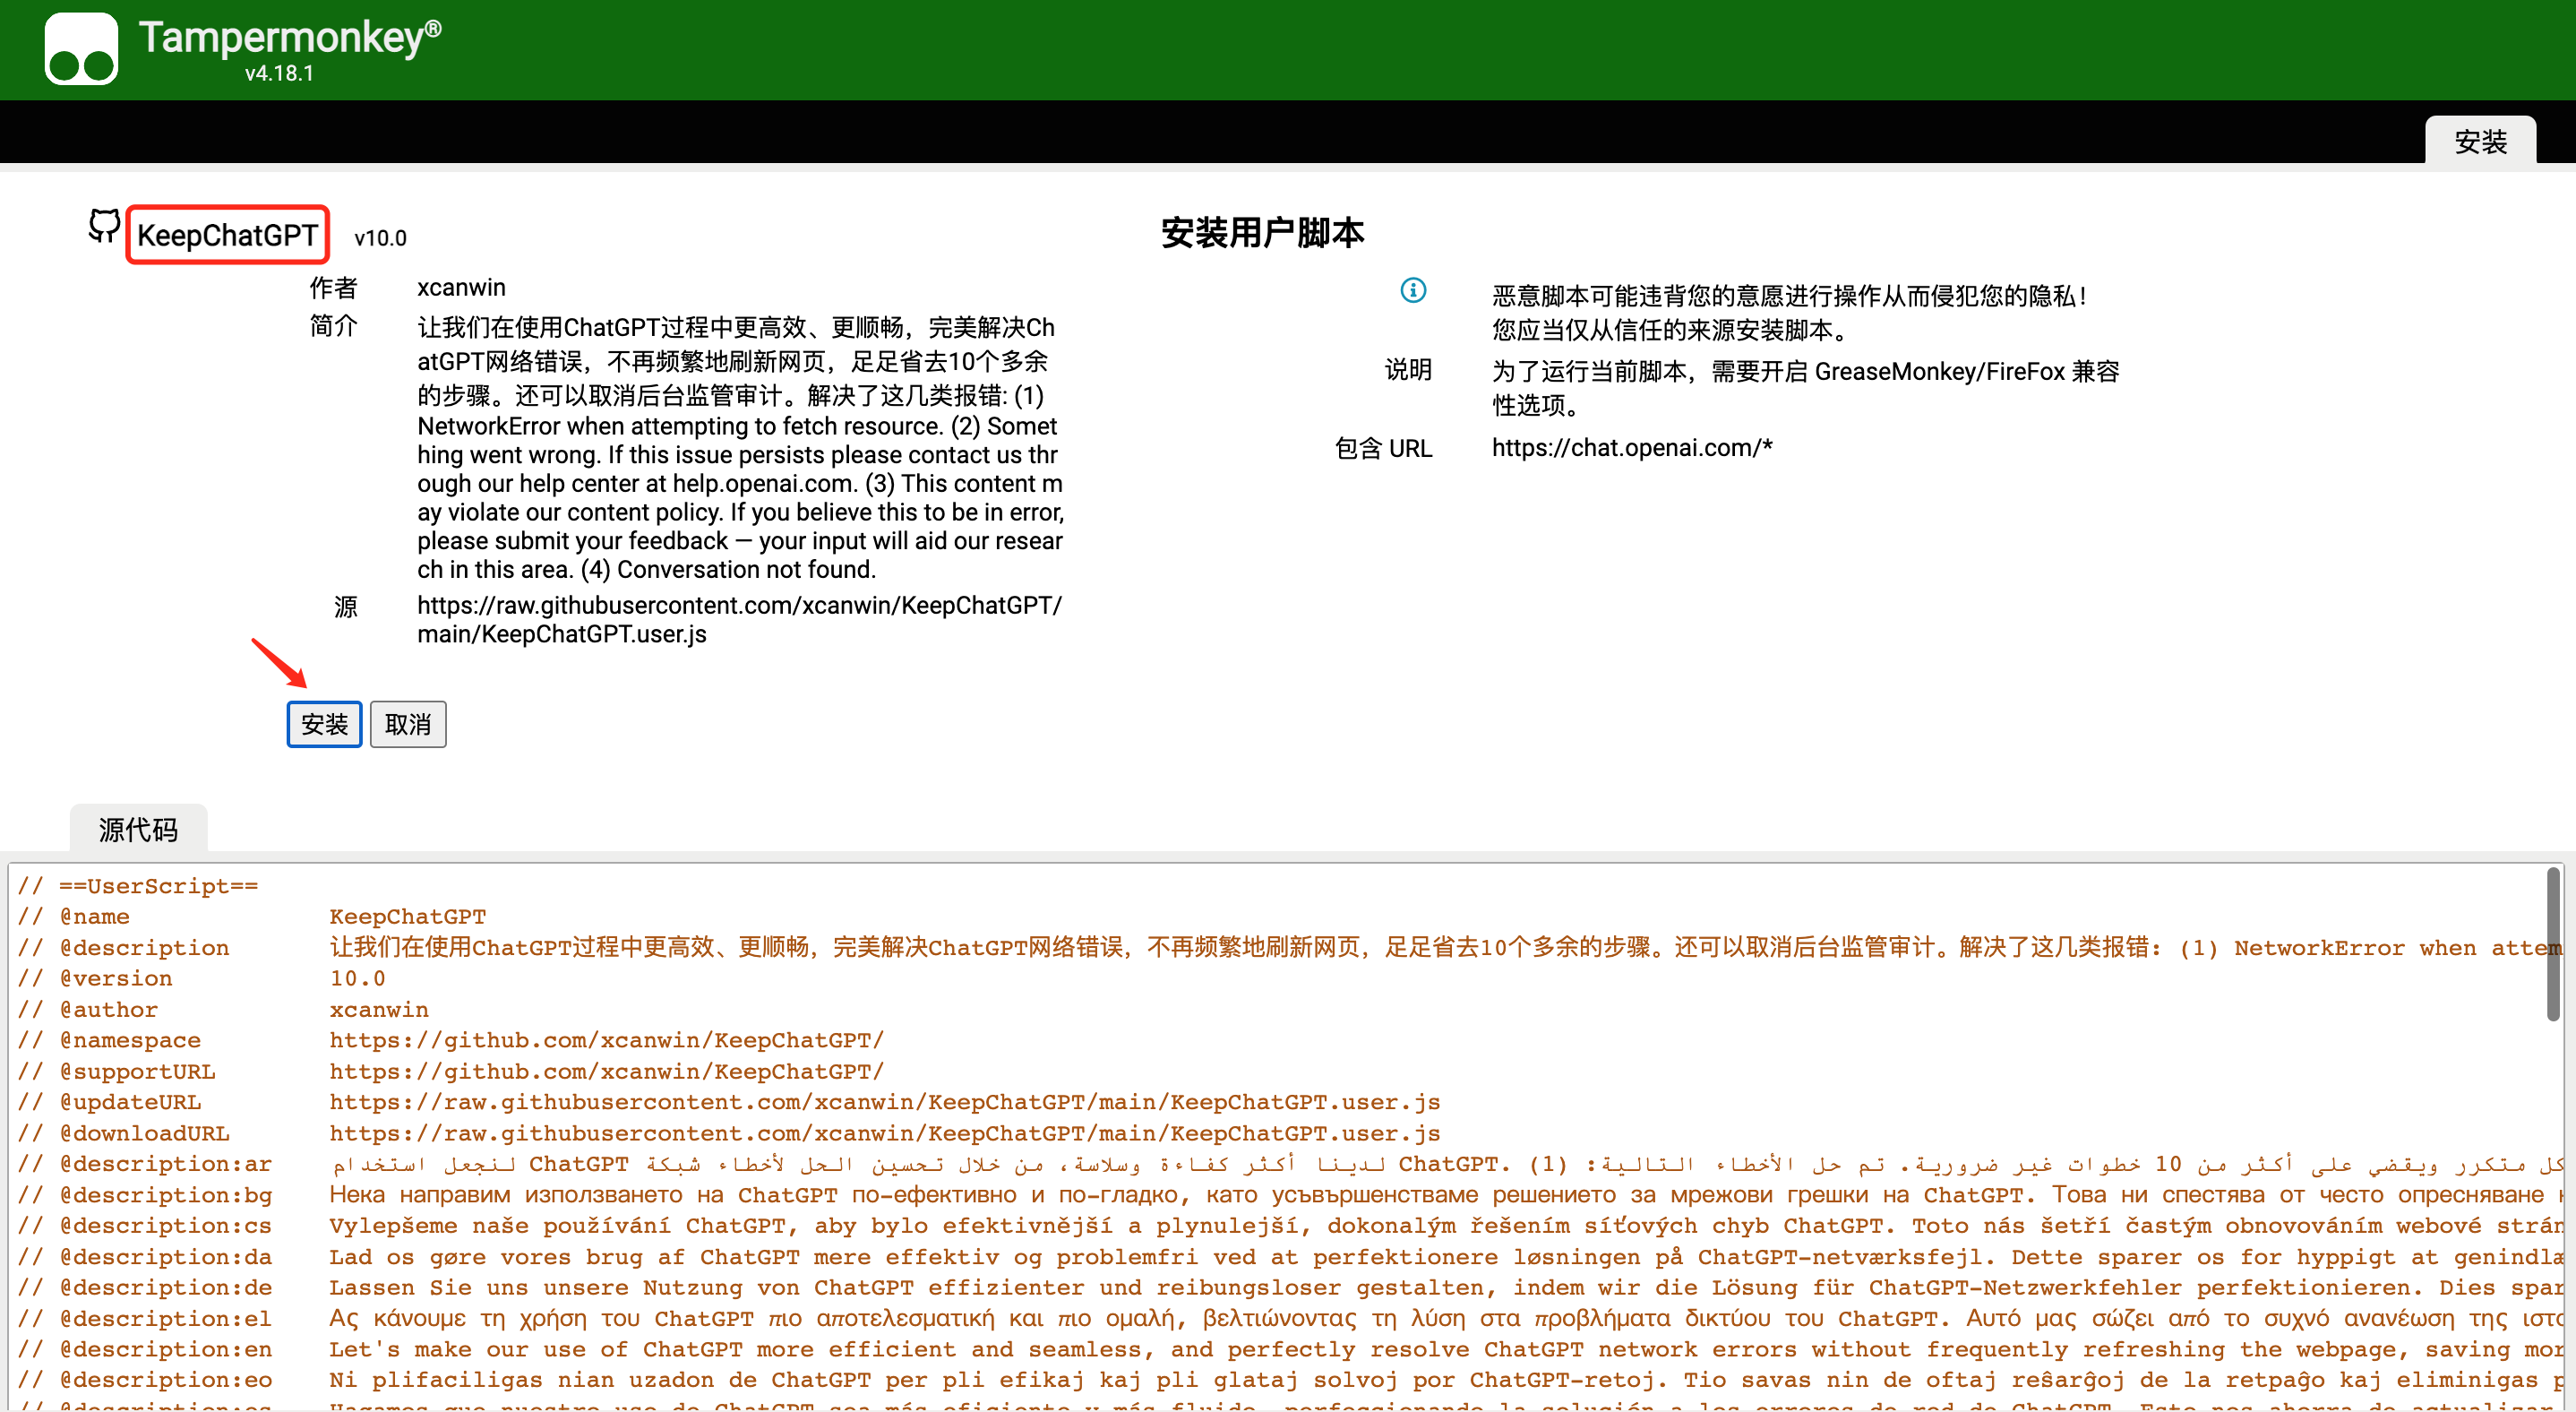 Tampermonkey®
v4.18.1
安装
KeepChatGPT v10.0
作者 xcanwin
简介 让我们在使用ChatGPT过程中更高效、更顺畅，完美解决Ch
atGPT网络错误，不再频繁地刷新网页，足足省去10个多余
的步骤。还可以取消后台监管审计。解决了这几类报错: (1)
NetworkError when attempting to fetch resource. (2) Somet
hing went wrong. If this issue persists please contact us thr
ough our help center at help.openai.com. (3) This content m
ay violate our content policy. If you believe this to be in error,
please submit your feedback — your input will aid our resear
ch in this area. (4) Conversation not found.
源 https://raw.githubusercontent.com/xcanwin/KeepChatGPT/
main/KeepChatGPT.user.js
安装 取消
安装用户脚本
恶意脚本可能违背您的意愿进行操作从而侵犯您的隐私！
您应当仅从信任的来源安装脚本。
说明 为了运行当前脚本，需要开启 GreaseMonkey/FireFox 兼容
性选项。
包含 URL https://chat.openai.com/*
源代码
// ==UserScript==
// @name KeepChatGPT
// @description 让我们在使用ChatGPT过程中更高效、更顺畅，完美解决ChatGPT网络错误，不再频繁地刷新网页，足足省去10个多余的步骤。还可以取消后台监管审计。解决了这几类报错: (1) NetworkError when attem
// @version 10.0
// @author xcanwin
// @namespace https://github.com/xcanwin/KeepChatGPT/
// @supportURL https://github.com/xcanwin/KeepChatGPT/
// @updateURL https://raw.githubusercontent.com/xcanwin/KeepChatGPT/main/KeepChatGPT.user.js
// @downloadURL https://raw.githubusercontent.com/xcanwin/KeepChatGPT/main/KeepChatGPT.user.js
// @description:ar لنجعل استخدام ChatGPT لدينا أكثر كفاءة وسلاسة، من خلال تحسين الحل لأخطاء شبكة ChatGPT. كل متكرر ويقضي على أكثر من 10 خطوات غير ضرورية. تم حل الأخطاء التالية: (1)
// @description:bg Нека направим използването на ChatGPT по-ефективно и по-гладко, като усъвършенстваме решението за мрежови грешки на ChatGPT. Това ни спестява от често опресняване
// @description:cs Vylepšeme naše používání ChatGPT, aby bylo efektivnější a plynulejší, dokonalým řešením síťových chyb ChatGPT. Toto nás šetří častým obnovováním webové strán
// @description:da Lad os gøre vores brug af ChatGPT mere effektiv og problemfri ved at perfektionere løsningen på ChatGPT-netværksfejl. Dette sparer os for hyppigt at genindlæ
// @description:de Lassen Sie uns unsere Nutzung von ChatGPT effizienter und reibungsloser gestalten, indem wir die Lösung für ChatGPT-Netzwerkfehler perfektionieren. Dies spar
// @description:el Ας κάνουμε τη χρήση του ChatGPT πιο αποτελεσματική και πιο ομαλή, βελτιώνοντας τη λύση στα προβλήματα δικτύου του ChatGPT. Αυτό μας σώζει από το συχνό ανανέωση της ιστο
// @description:en Let's make our use of ChatGPT more efficient and seamless, and perfectly resolve ChatGPT network errors without frequently refreshing the webpage, saving mor
// @description:eo Ni plifaciligas nian uzadon de ChatGPT per pli efikaj kaj pli glataj solvoj por ChatGPT-retoj. Tio savas nin de oftaj reŝarĝoj de la retpaĝo kaj eliminigas p